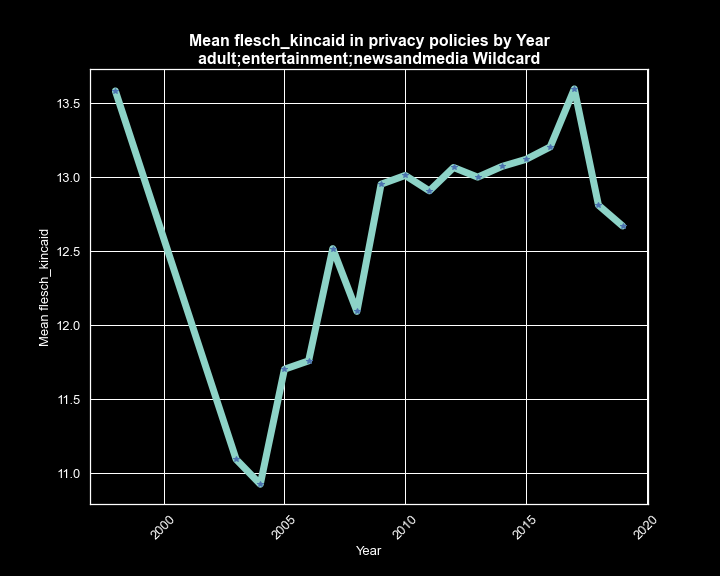 Mean flesch_kincaid in privacy policies by Year
adult;entertainment;newsandmedia Wildcard
13.5
13.0
12.5
12.0
11.5
11.0
Mean flesch_kincaid
2000
2005
2010
2015
2020
Year